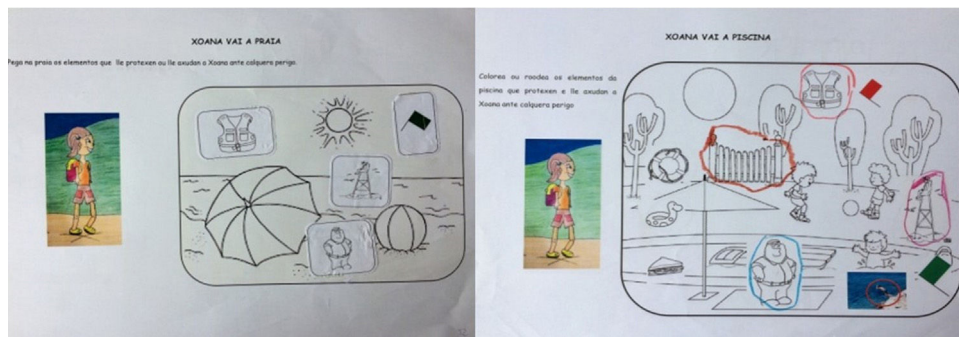 XOANA VAI A PRAIA
Pega na praia os elementos que lle protexen ou lle axudan a Xoana ante calquera perigo.
XOANA VAI A PISCINA
Colorea ou roodea os elementos da
piscina que protexen e lle axudan a
Xoana ante calquera perigo